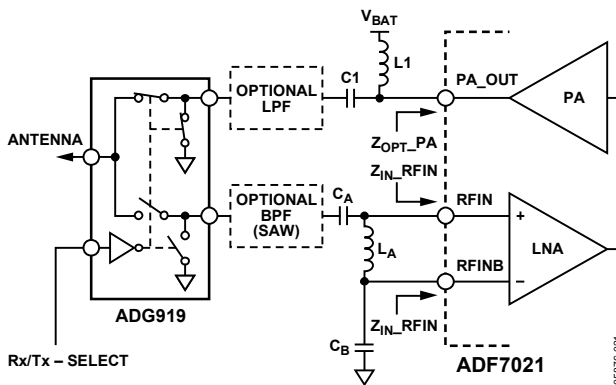 V_BAT
L1
C1
PA_OUT
PA
OPTIONAL
LPF
ANTENNA
Z_OPT_PA
Z_IN_RFIN
C_A
RFIN
OPTIONAL
BPF
(SAW)
+
L_A
LNA
RFINB
−
ADG919
Z_IN_RFIN
C_B
Rx/Tx – SELECT
ADF7021